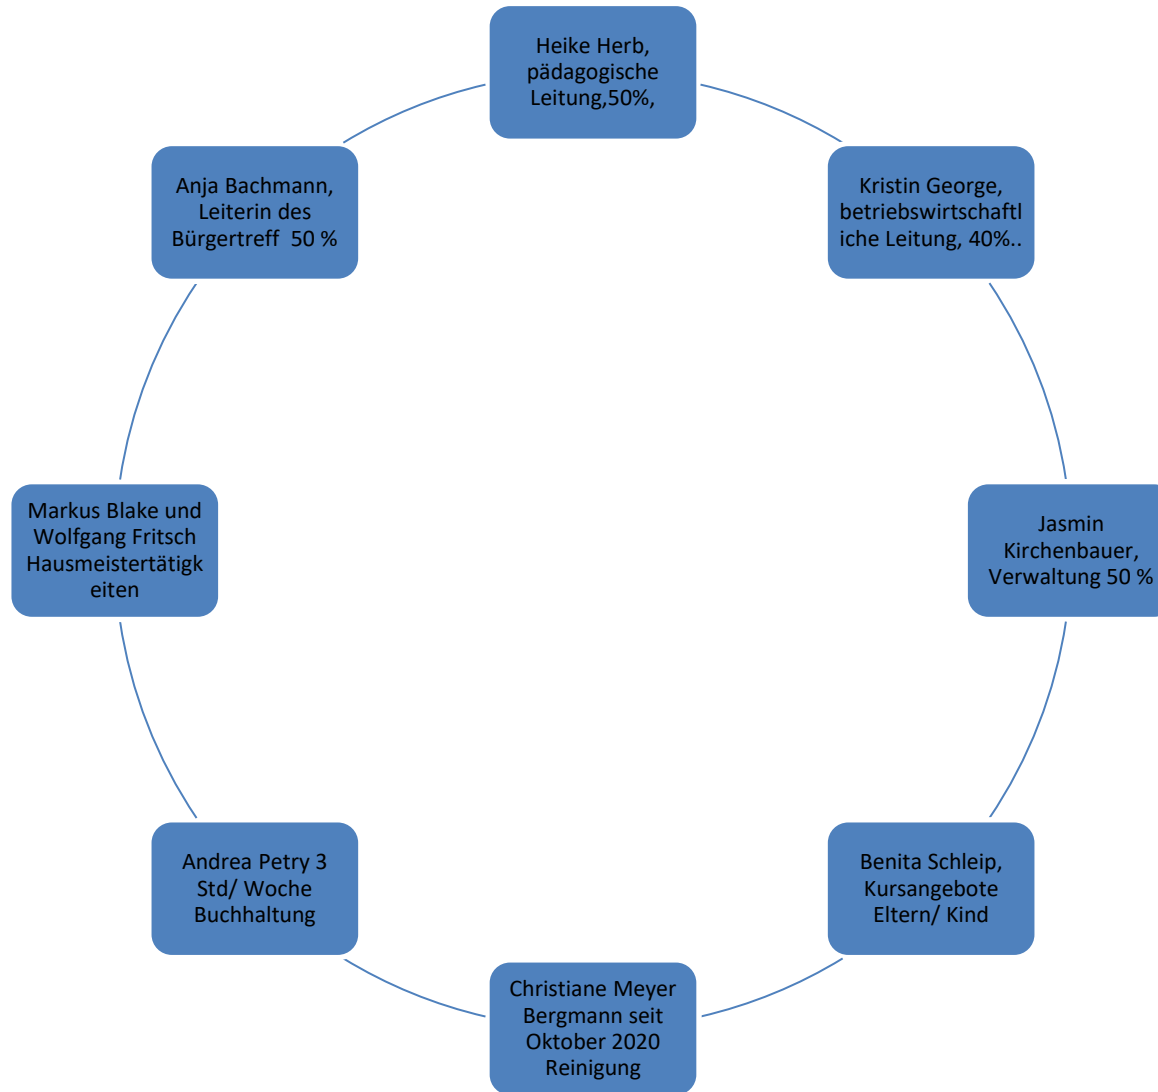 Heike Herb,
pädagogische
Leitung,50%,
Kristin George,
betriebswirtschaftl
iche Leitung, 40%..
Jasmin
Kirchenbauer,
Verwaltung 50 %
Benita Schleip,
Kursangebote
Eltern/ Kind
Christiane Meyer
Bergmann seit
Oktober 2020
Reinigung
Andrea Petry 3
Std/ Woche
Buchhaltung
Markus Blake und
Wolfgang Fritsch
Hausmeistertätigk
eiten
Anja Bachmann,
Leiterin des
Bürgertreff  50 %